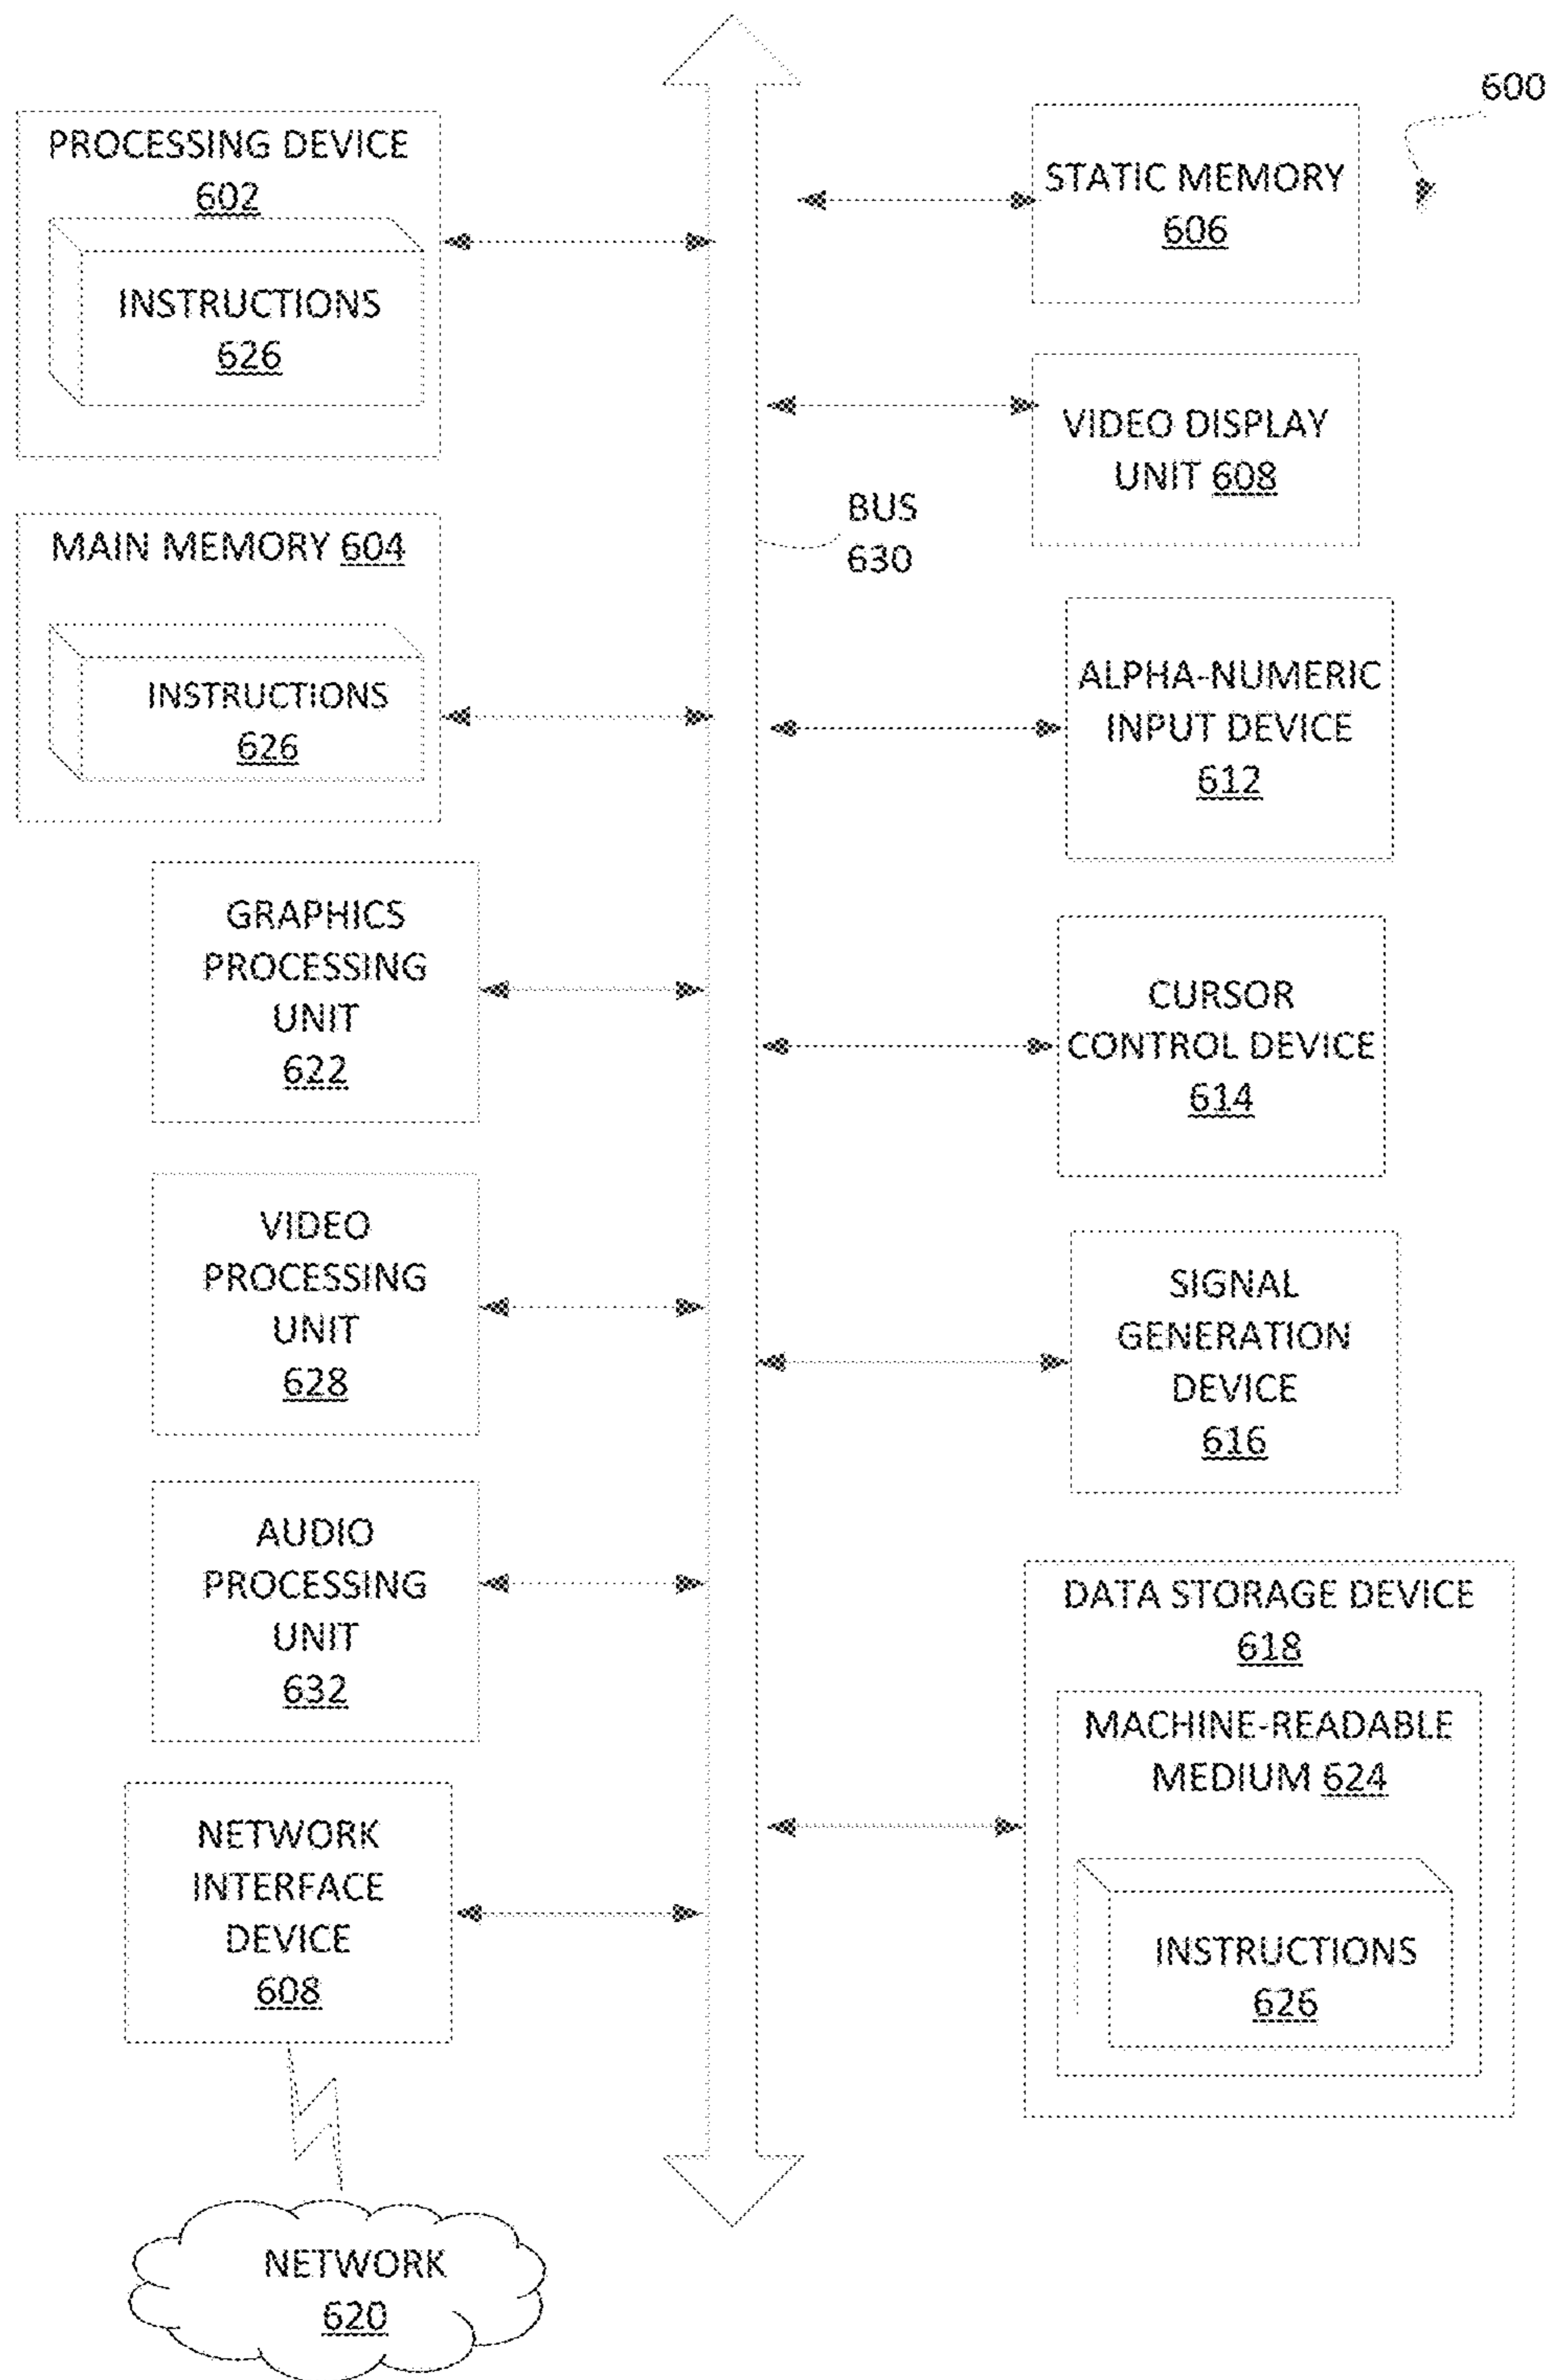 600
PROCESSING DEVICE
602
INSTRUCTIONS
626
STATIC MEMORY
606
VIDEO DISPLAY
UNIT 608
BUS
630
MAIN MEMORY 604
INSTRUCTIONS
626
ALPHA-NUMERIC
INPUT DEVICE
612
GRAPHICS
PROCESSING
UNIT
622
CURSOR
CONTROL DEVICE
614
VIDEO
PROCESSING
UNIT
628
SIGNAL
GENERATION
DEVICE
616
AUDIO
PROCESSING
UNIT
632
DATA STORAGE DEVICE
618
MACHINE-READABLE
MEDIUM 624
INSTRUCTIONS
626
NETWORK
INTERFACE
DEVICE
608
NETWORK
620